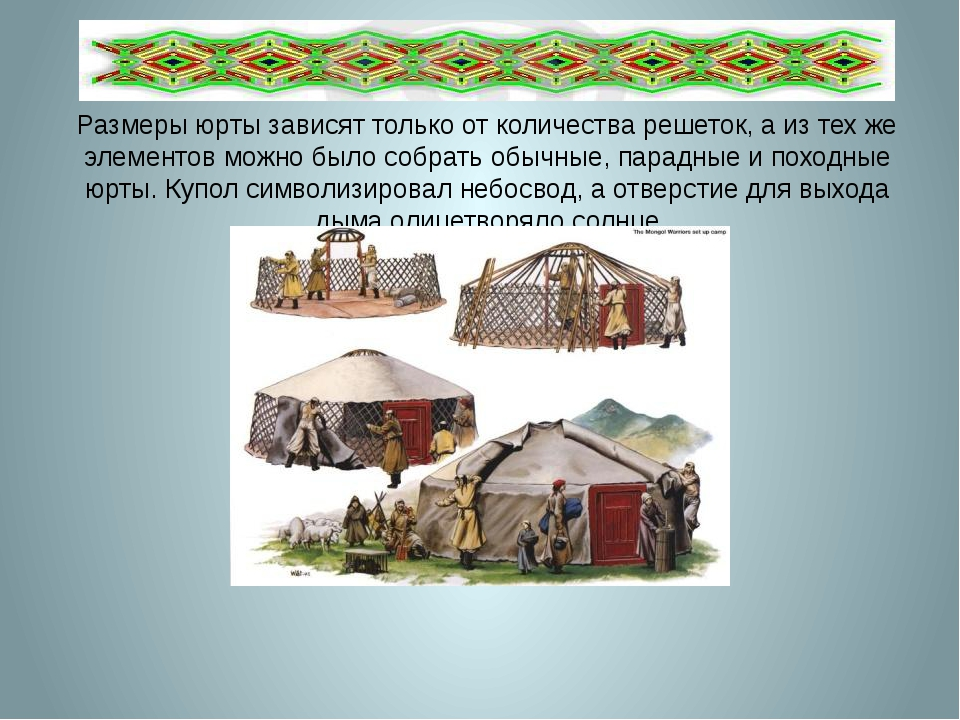 Размеры юрты зависят только от количества решеток, а из тех же
элементов можно было собрать обычные, парадные и походные
юрты. Купол символизировал небосвод, а отверстие для выхода
дыма олицетворяло солнце
The Mongol Warriors set up camp